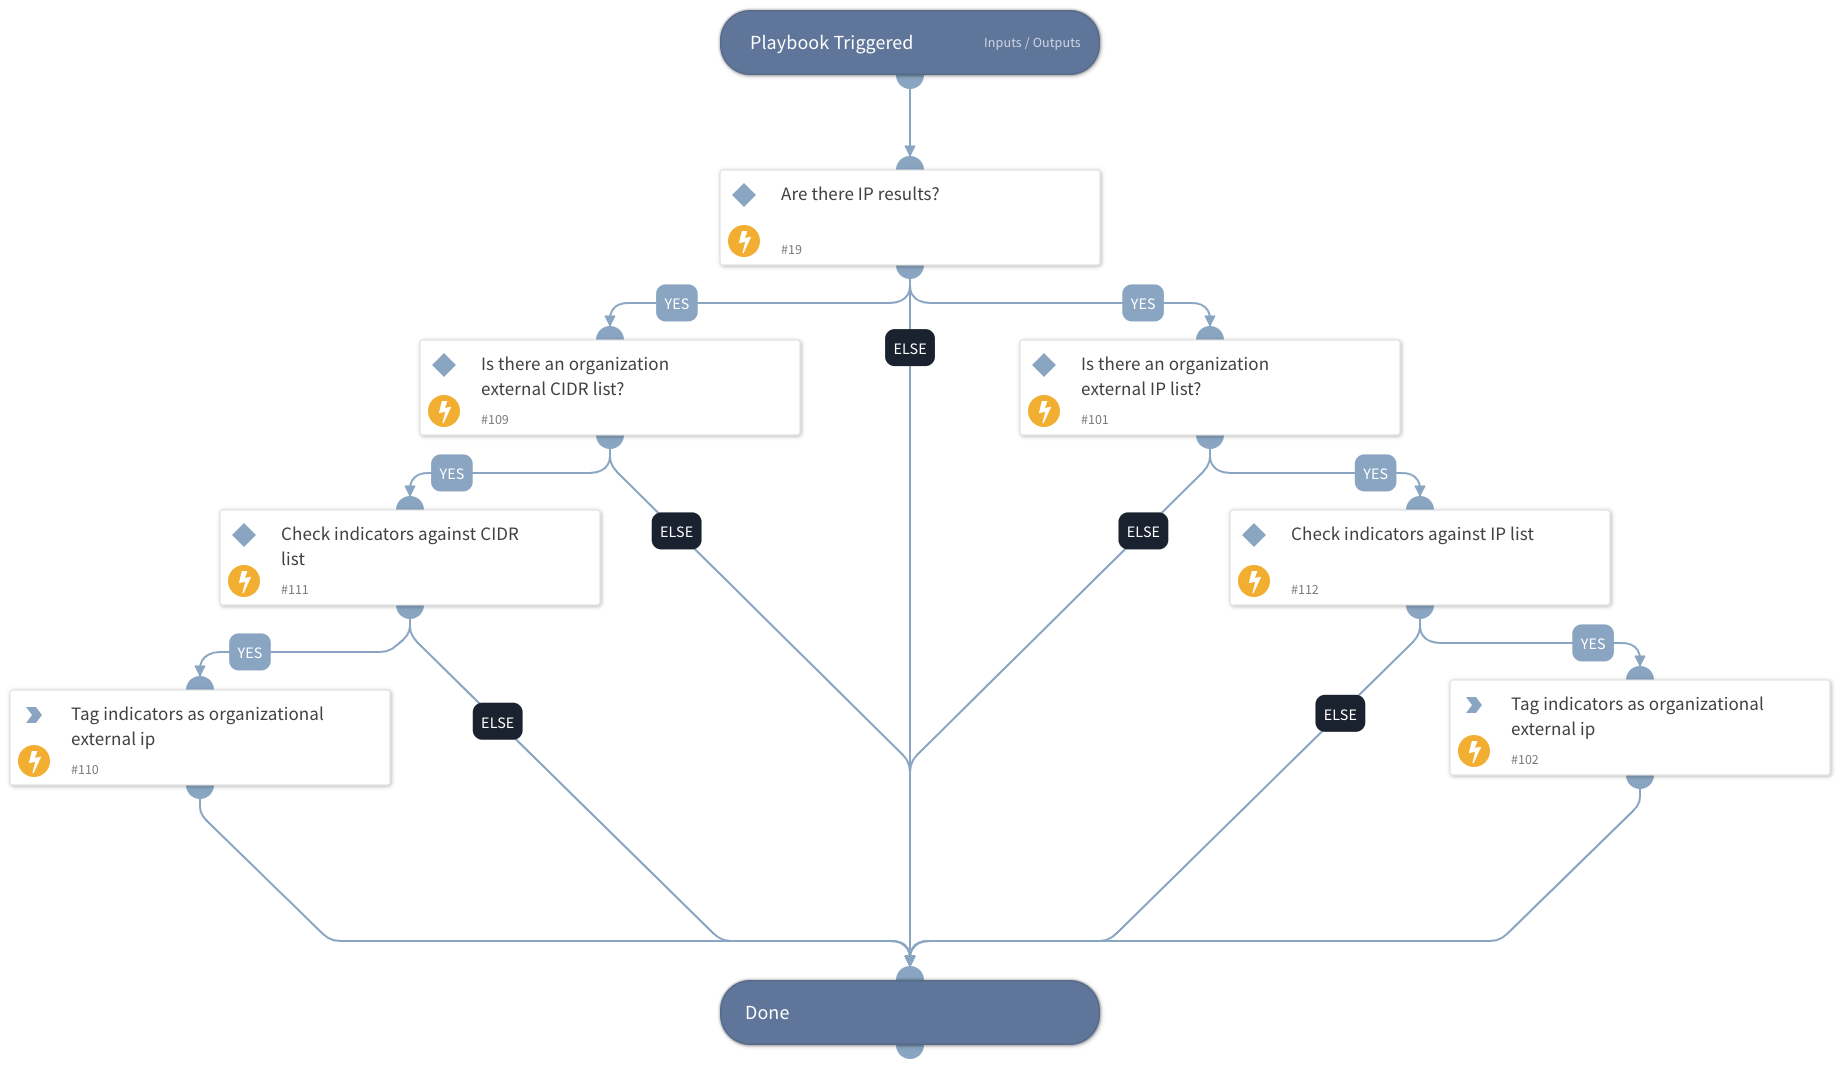 Playbook Triggered
Inputs / Outputs
Are there IP results?
#19
YES
YES
ELSE
Is there an organization
external CIDR list?
#109
Is there an organization
external IP list?
#101
YES
ELSE
ELSE
YES
Check indicators against CIDR
list
#111
Check indicators against IP list
#112
YES
ELSE
ELSE
YES
Tag indicators as organizational
external ip
#110
Tag indicators as organizational
external ip
#102
Done